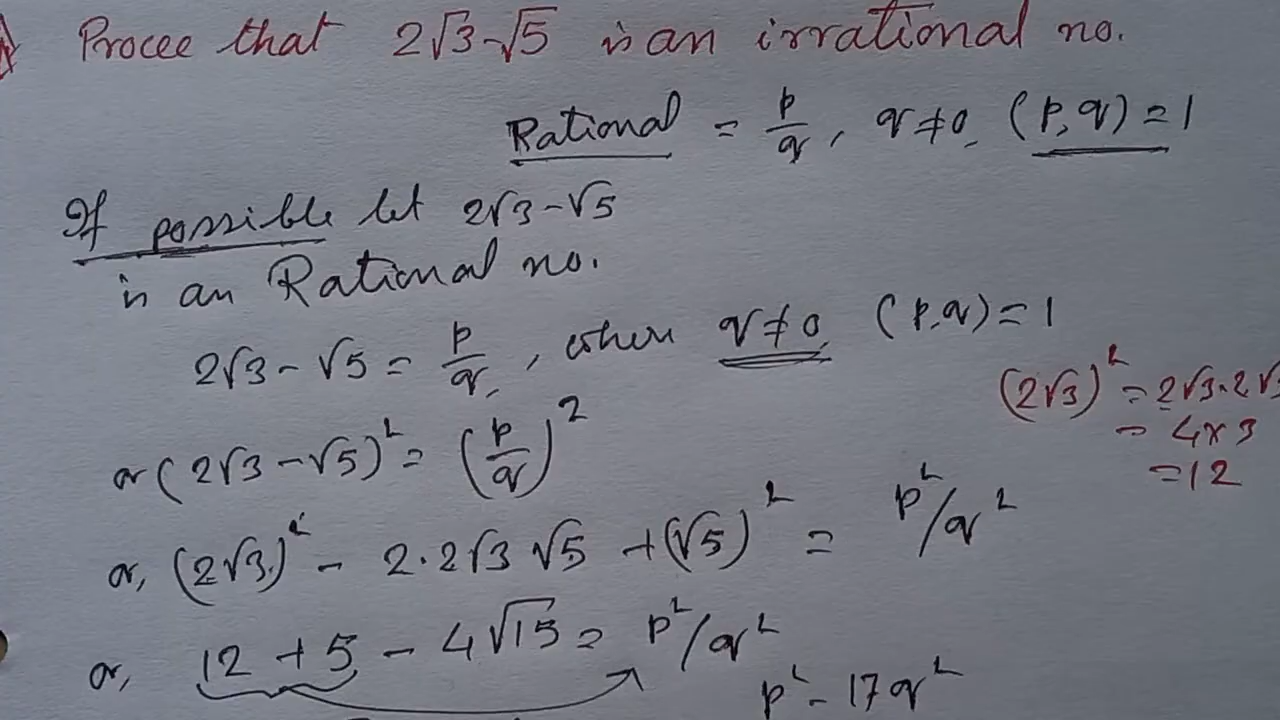 Procee that 2√3-√5 is an irrational no.
Rational = p/q, q≠0, (p,q)=1
If possible let 2√3-√5
is an Rational no.
2√3-√5 = p/q, when q≠0, (p,q)=1
or (2√3-√5)² = (p/q)²
(2√3)² = 2√3·2√3
= 4×3
=12
or, (2√3)² - 2·2√3 √5 +(√5)² = p²/q²
or, 12 + 5 - 4√15 = p²/q²
p² - 17q²